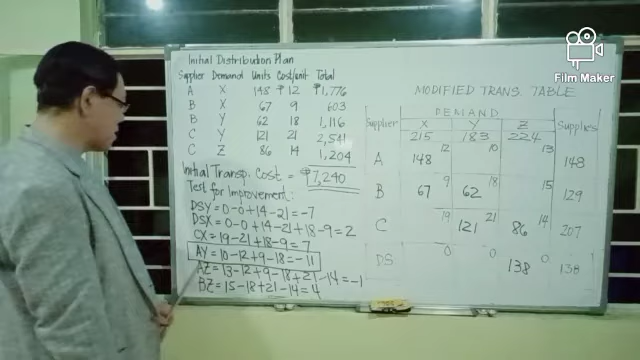 Initial Distribution Plan
Supplier Demand Units Cost/unit Total
A X 148 ₱12 ₱1,776
B X 67 9 603
B Y 62 18 1,116
C Y 121 21 2,541
C Z 86 14 1,204
Initial Transp. Cost = ₱7,240
Test for Improvement:
DSY = 0-0+14-21 = -7
DSX = 0-0+14-21+18-9 = 2
CX = 19-21+18-9 = 7
AY = 10-12+9-18 = -11
AZ = 13-12+9-18+21-14 = -1
BZ = 15-18+21-14 = 4
MODIFIED TRANS. TABLE
DEMAND
Supplier X Y Z Supplies
215 183 224
A 148 12 10 13 148
B 67 9 62 18 15 129
C 19 121 21 86 14 207
DS 0 0 138 0 138
Film Maker